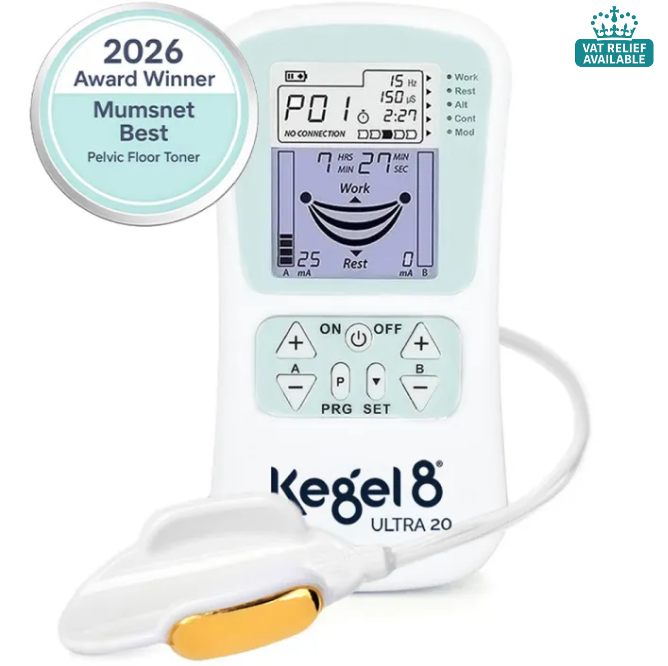 2026
Award Winner
Mumsnet
Best
Pelvic Floor Toner
VAT RELIEF
AVAILABLE
15 Hz
150 µS
P01 2:27
NO CONNECTION
Work
Rest
Alt
Cont
Mod
7 HRS MIN 27 MIN SEC
Work
Rest
25 mA
A
0 mA
B
ON OFF
+ +
A B
P
PRG SET
Kegel8®
ULTRA 20